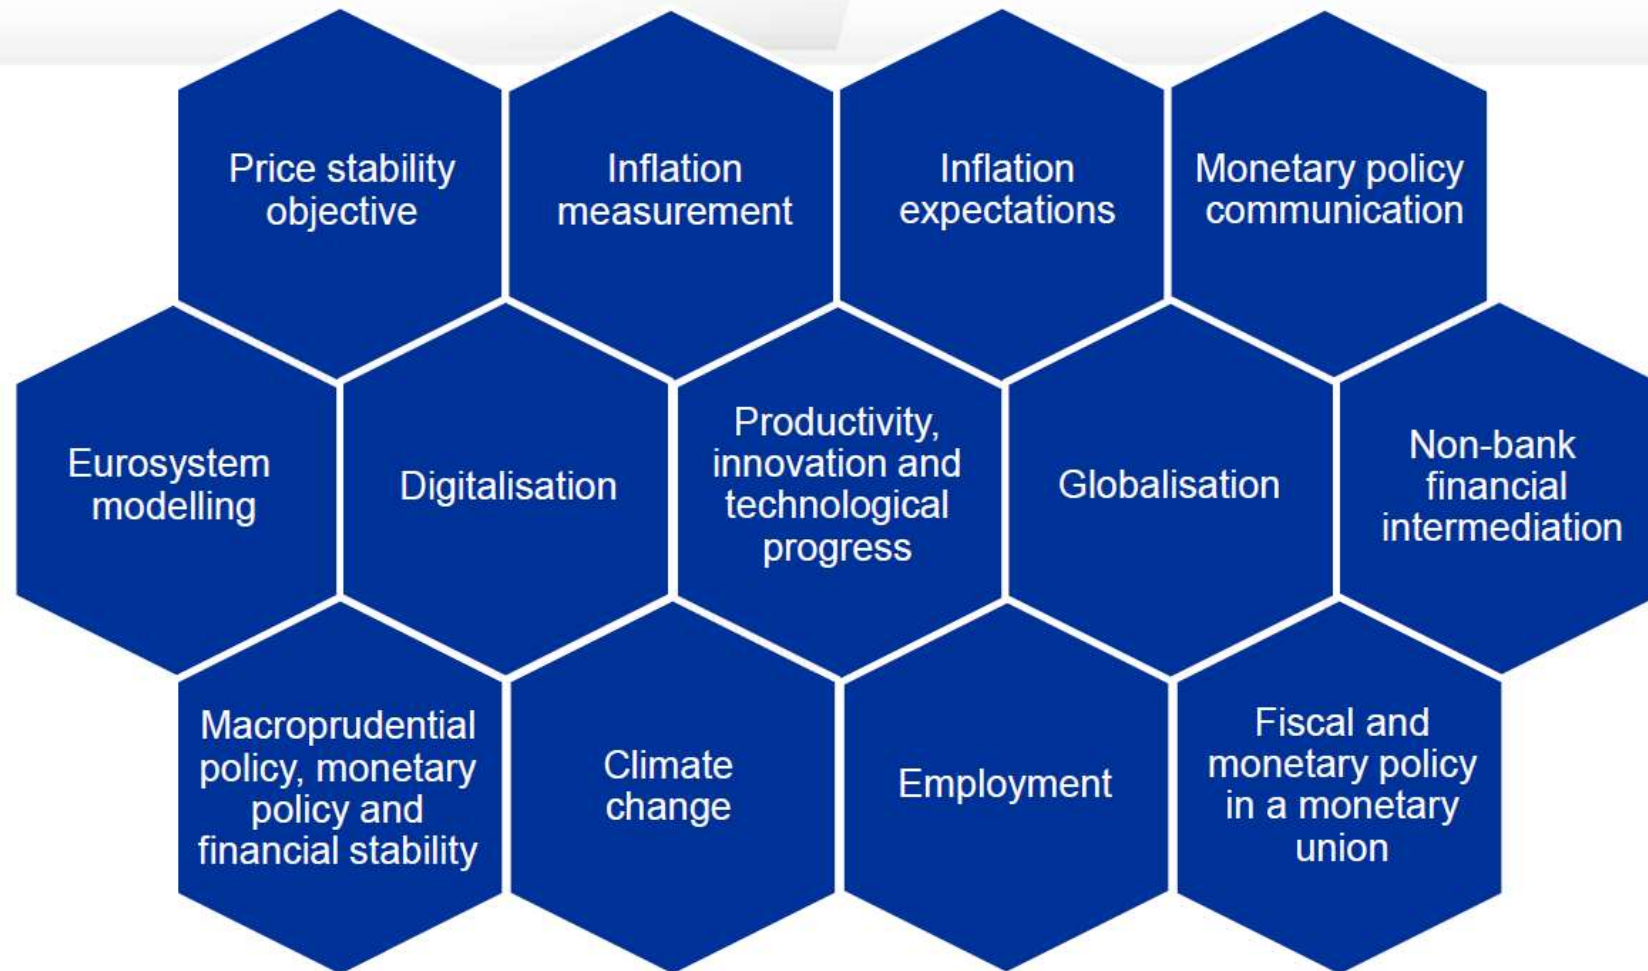 Price stability
objective
Inflation
measurement
Inflation
expectations
Monetary policy
communication
Eurosystem
modelling
Digitalisation
Productivity,
innovation and
technological
progress
Globalisation
Non-bank
financial
intermediation
Macroprudential
policy, monetary
policy and
financial stability
Climate
change
Employment
Fiscal and
monetary policy
in a monetary
union